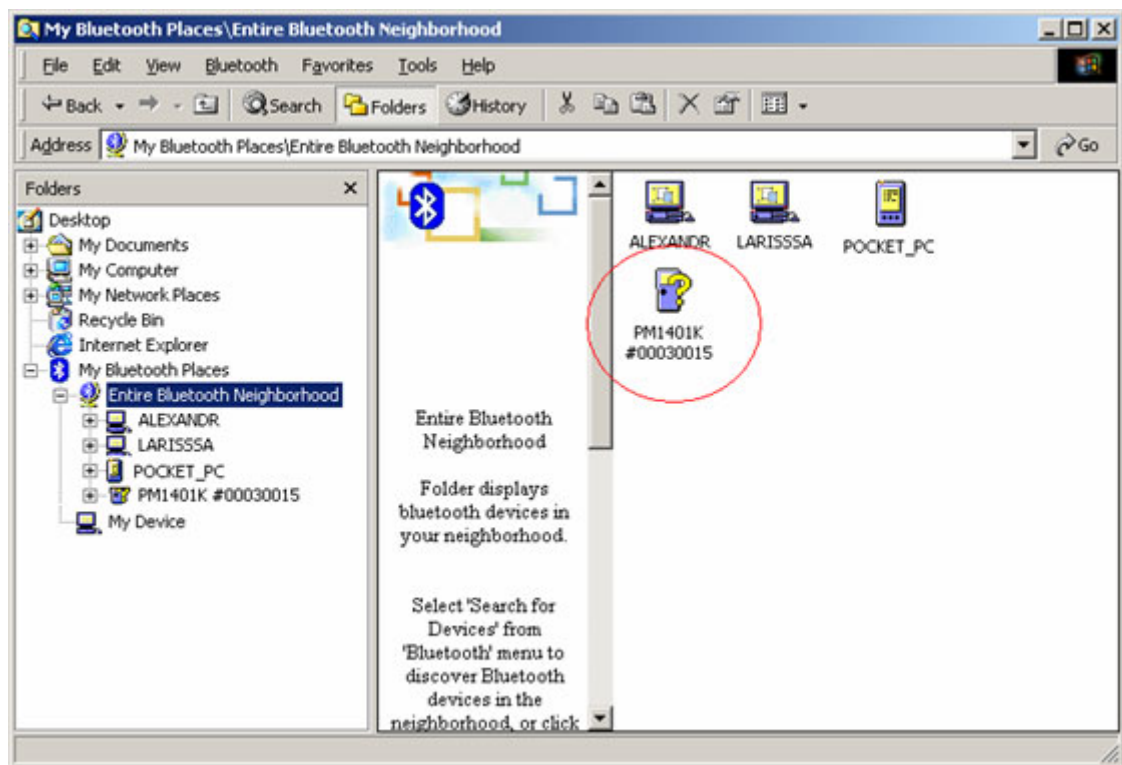 My Bluetooth Places\Entire Bluetooth Neighborhood
File Edit View Bluetooth Favorites Tools Help
Back Search Folders History
Address My Bluetooth Places\Entire Bluetooth Neighborhood Go
Folders
Desktop
My Documents
My Computer
My Network Places
Recycle Bin
Internet Explorer
My Bluetooth Places
Entire Bluetooth Neighborhood
ALEXANDR
LARISSSA
POCKET_PC
PM1401K #00030015
My Device
Entire Bluetooth
Neighborhood
Folder displays
bluetooth devices in
your neighborhood.
Select 'Search for
Devices' from
'Bluetooth' menu to
discover Bluetooth
devices in the
neighborhood, or click
ALEXANDR LARISSSA POCKET_PC
PM1401K
#00030015